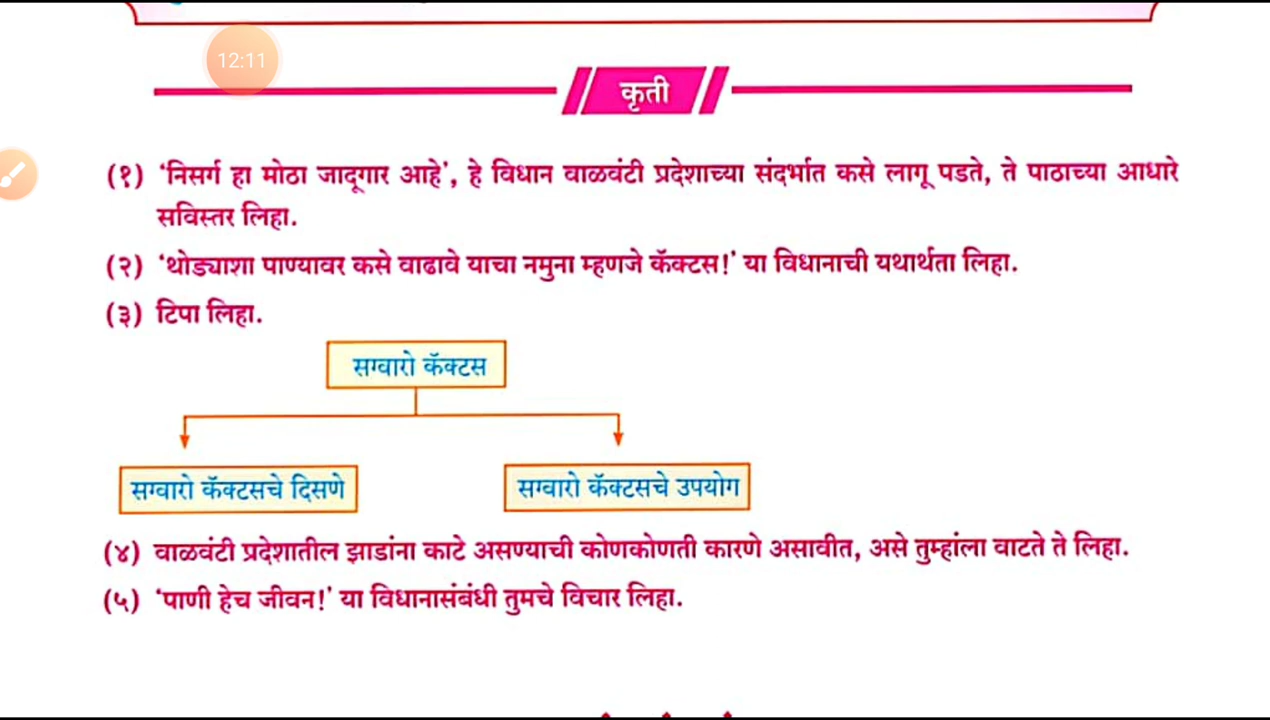 12:11
कृती
(१) ‘निसर्ग हा मोठा जादूगार आहे’, हे विधान वाळवंटी प्रदेशाच्या संदर्भात कसे लागू पडते, ते पाठाच्या आधारे
सविस्तर लिहा.
(२) ‘थोड्याशा पाण्यावर कसे वाढावे याचा नमुना म्हणजे कॅक्टस!’ या विधानाची यथार्थता लिहा.
(३) टिपा लिहा.
सग्वारो कॅक्टस
सग्वारो कॅक्टसचे दिसणे
सग्वारो कॅक्टसचे उपयोग
(४) वाळवंटी प्रदेशातील झाडांना काटे असण्याची कोणकोणती कारणे असावीत, असे तुम्हांला वाटते ते लिहा.
(५) ‘पाणी हेच जीवन!’ या विधानासंबंधी तुमचे विचार लिहा.